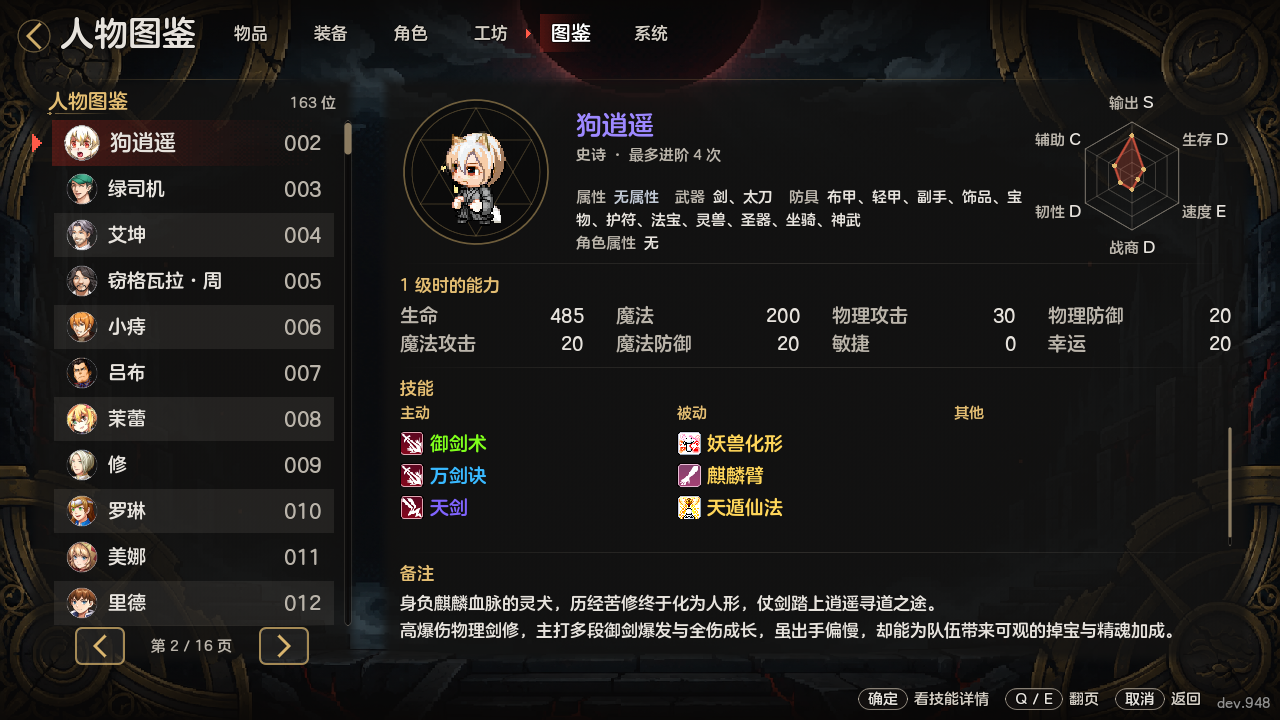 人物图鉴 物品 装备 角色 工坊 图鉴 系统
人物图鉴 163 位
狗逍遥 002
绿司机 003
艾坤 004
窃格瓦拉·周 005
小痔 006
吕布 007
茉蕾 008
修 009
罗琳 010
美娜 011
里德 012
第 2 / 16 页
狗逍遥
史诗 · 最多进阶 4 次
属性 无属性 武器 剑、太刀 防具 布甲、轻甲、副手、饰品、宝
物、护符、法宝、灵兽、圣器、坐骑、神武
角色属性 无
输出 S
辅助 C
生存 D
韧性 D
速度 E
战商 D
1 级时的能力
生命 485 魔法 200 物理攻击 30 物理防御 20
魔法攻击 20 魔法防御 20 敏捷 0 幸运 20
技能
主动 被动 其他
御剑术 妖兽化形
万剑诀 麒麟臂
天剑 天遁仙法
备注
身负麒麟血脉的灵犬，历经苦修终于化为人形，仗剑踏上逍遥寻道之途。
高爆伤物理剑修，主打多段御剑爆发与全伤成长，虽出手偏慢，却能为队伍带来可观的掉宝与精魂加成。
确定 看技能详情 Q / E 翻页 取消 返回 dev.948